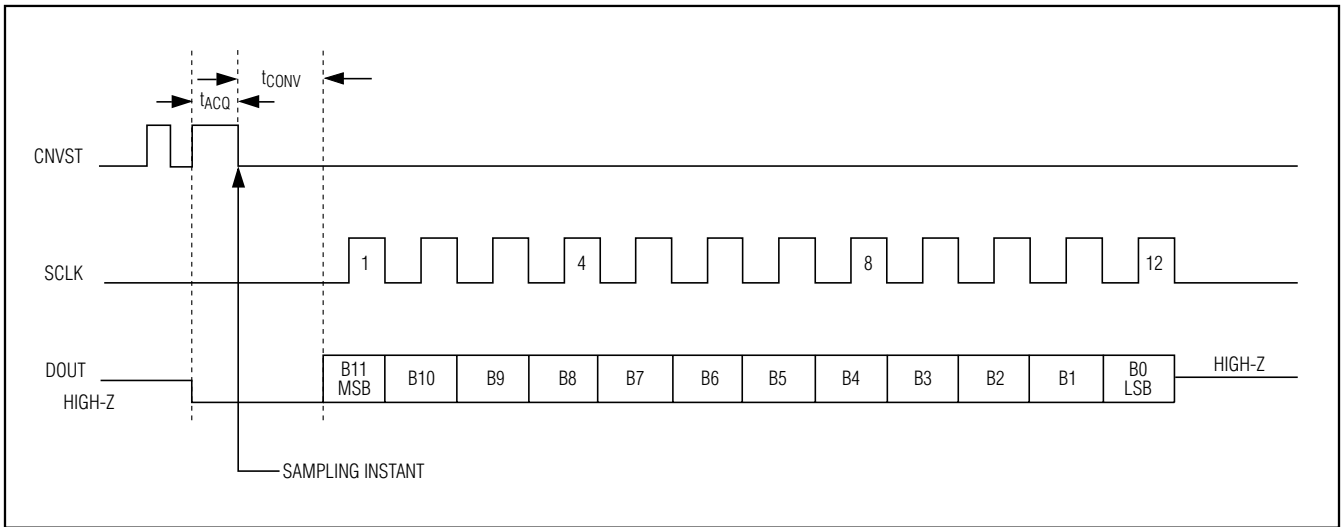 tCONV
tACQ
CNVST
SCLK
1
4
8
12
DOUT
HIGH-Z
B11
MSB
B10
B9
B8
B7
B6
B5
B4
B3
B2
B1
B0
LSB
HIGH-Z
SAMPLING INSTANT